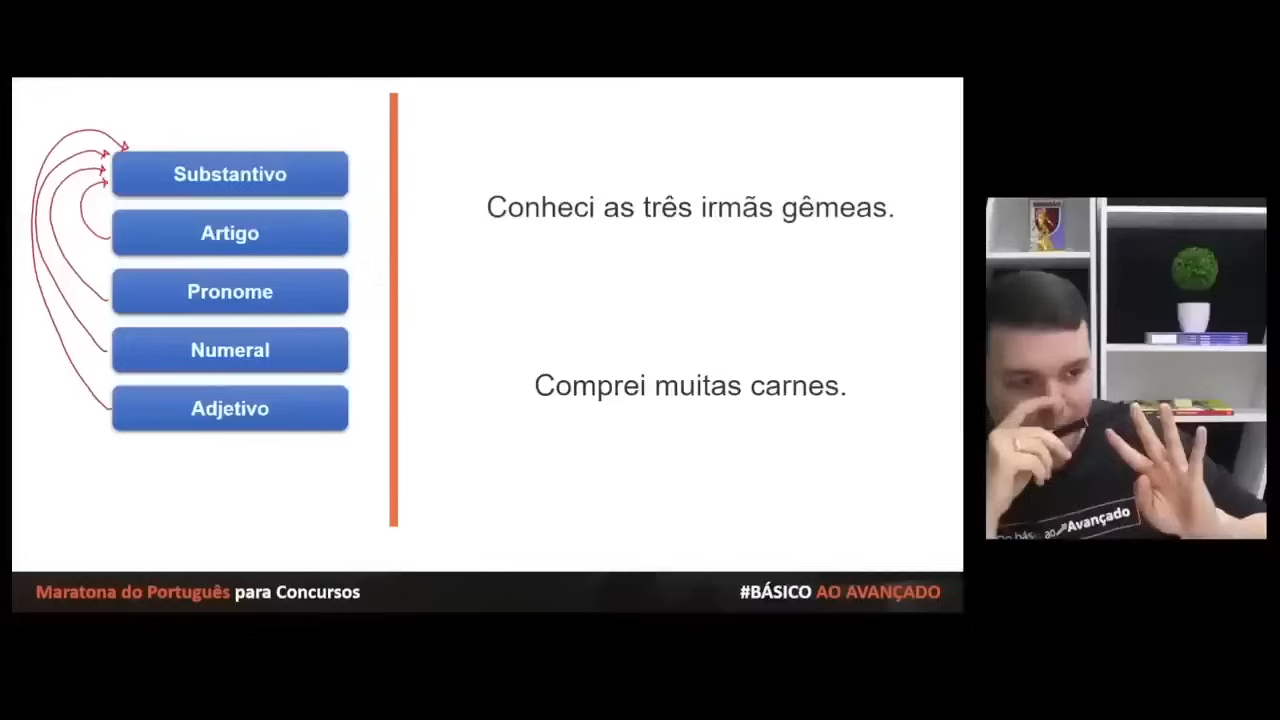 Substantivo
Artigo
Pronome
Numeral
Adjetivo
Conheci as três irmãs gêmeas.
Comprei muitas carnes.
Maratona do Português para Concursos
#BÁSICO AO AVANÇADO
ao Avançado